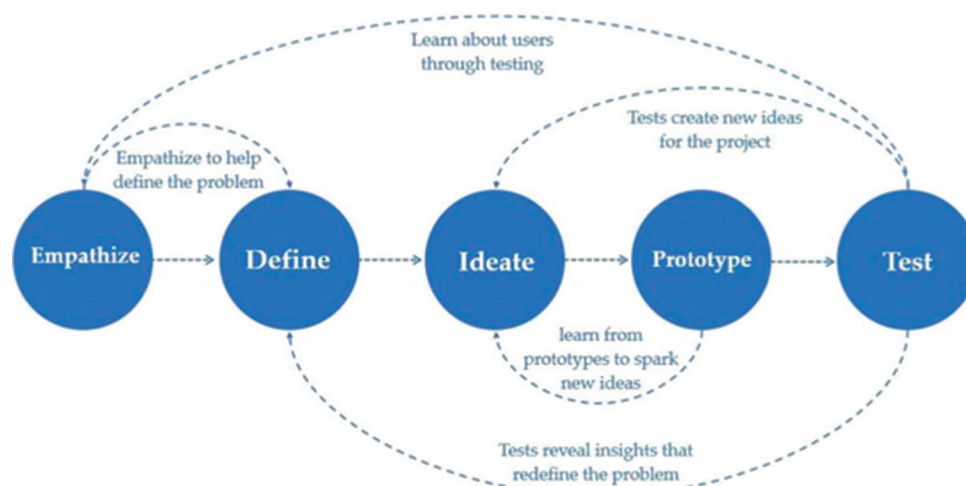 Learn about users
through testing
Tests create new ideas
for the project
Empathize to help
define the problem
Empathize
Define
Ideate
Prototype
Test
learn from
prototypes to spark
new ideas
Tests reveal insights that
redefine the problem